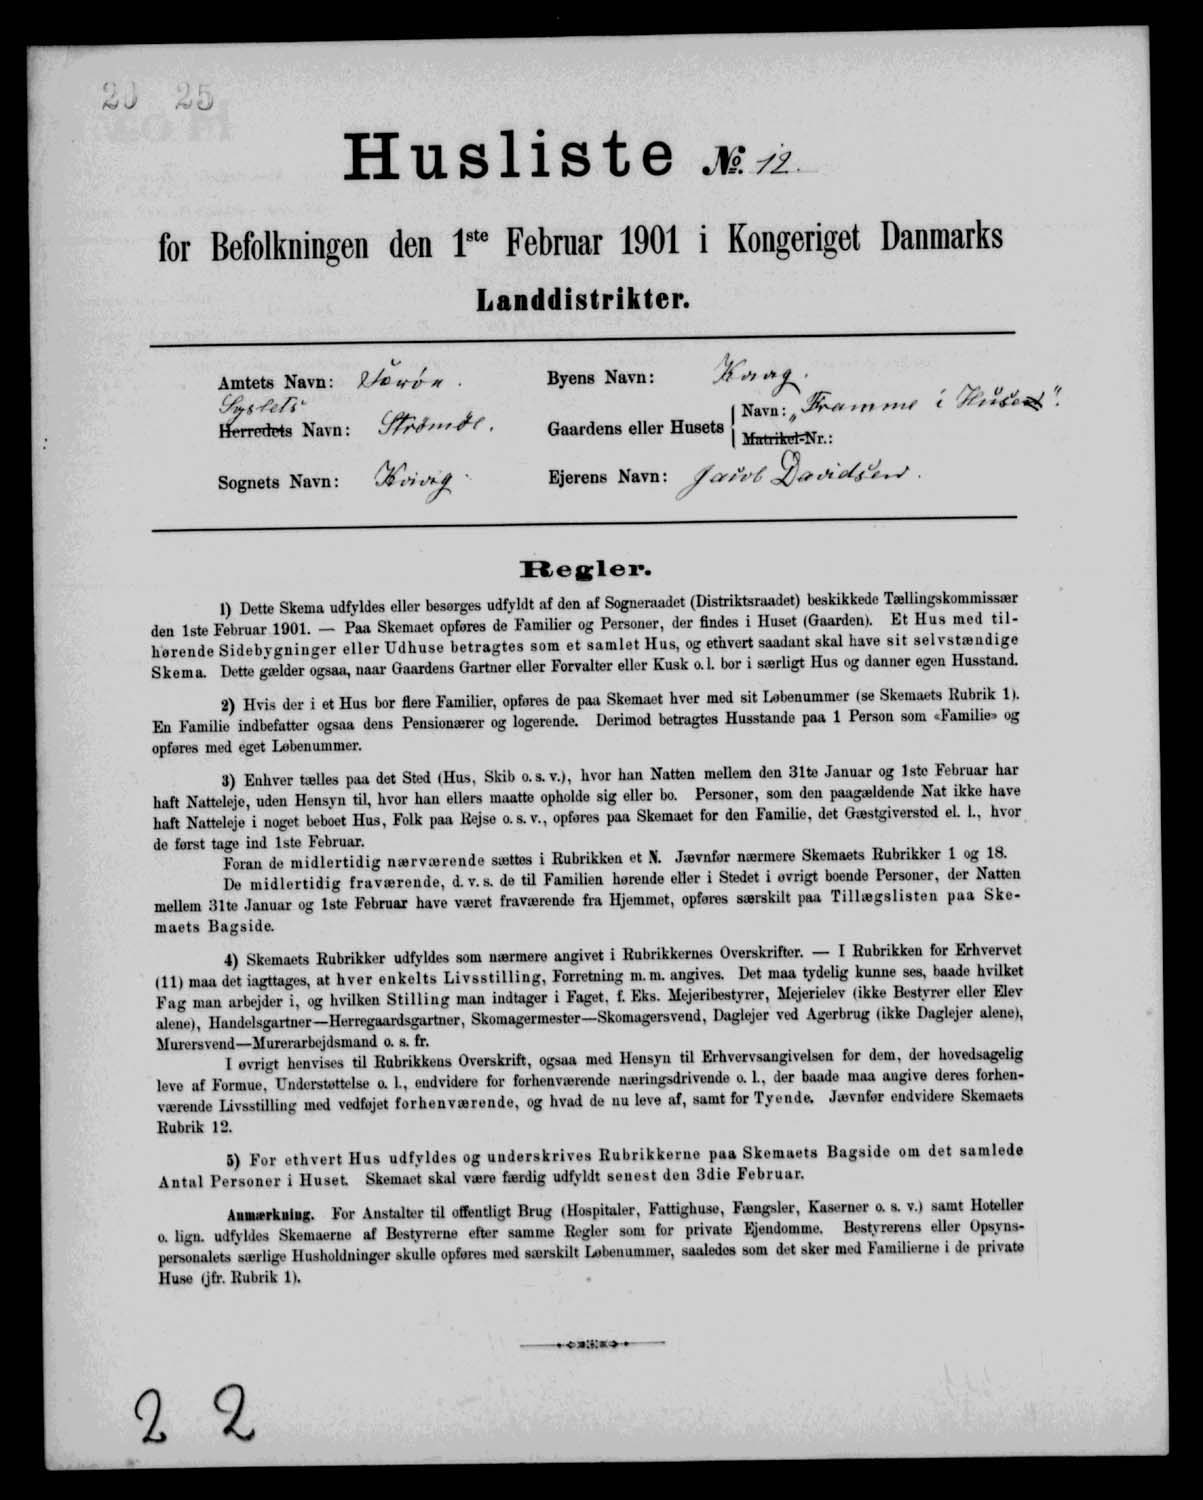 20 25
Husliste №. 12.
for Befolkningen den 1ste Februar 1901 i Kongeriget Danmarks
Landdistrikter.
Amtets Navn: Færöe.
Byens Navn: Kvivig.
Syslets
Herredets Navn: Strömöe.
Gaardens eller Husets
Navn: „Framme i Húsen".
Matrikel-Nr.:
Sognets Navn: Kvivig.
Ejerens Navn: Jacob Davidsen.
Regler.
1) Dette Skema udfyldes eller besørges udfyldt af den af Sogneraadet (Distriktsraadet) beskikkede Tællingskommissær
den 1ste Februar 1901. — Paa Skemaet opføres de Familier og Personer, der findes i Huset (Gaarden). Et Hus med til-
hørende Sidebygninger eller Udhuse betragtes som et samlet Hus, og ethvert saadant skal have sit selvstændige
Skema. Dette gælder ogsaa, naar Gaardens Gartner eller Forvalter eller Kusk o. l. bor i særligt Hus og danner egen Husstand.
2) Hvis der i et Hus bor flere Familier, opføres de paa Skemaet hver med sit Løbenummer (se Skemaets Rubrik 1).
En Familie indbefatter ogsaa dens Pensionærer og logerende. Derimod betragtes Husstande paa 1 Person som «Familie» og
opføres med eget Løbenummer.
3) Enhver tælles paa det Sted (Hus, Skib o. s. v.), hvor han Natten mellem den 31te Januar og 1ste Februar har
haft Natteleje, uden Hensyn til, hvor han ellers maatte opholde sig eller bo. Personer, som den paagældende Nat ikke have
haft Natteleje i noget beboet Hus, Folk paa Rejse o. s. v., opføres paa Skemaet for den Familie, det Gæstgiversted el. l., hvor
de først tage ind 1ste Februar.
Foran de midlertidig nærværende sættes i Rubrikken et N. Jævnfør nærmere Skemaets Rubrikker 1 og 18.
De midlertidig fraværende, d. v. s. de til Familien hørende eller i Stedet i øvrigt boende Personer, der Natten
mellem 31te Januar og 1ste Februar have været fraværende fra Hjemmet, opføres særskilt paa Tillægslisten paa Ske-
maets Bagside.
4) Skemaets Rubrikker udfyldes som nærmere angivet i Rubrikkernes Overskrifter. — I Rubrikken for Erhvervet
(11) maa det iagttages, at hver enkelts Livsstilling, Forretning m. m. angives. Det maa tydelig kunne ses, baade hvilket
Fag man arbejder i, og hvilken Stilling man indtager i Faget, f. Eks. Mejeribestyrer, Mejerielev (ikke Bestyrer eller Elev
alene), Handelsgartner—Herregaardsgartner, Skomagermester—Skomagersvend, Daglejer ved Agerbrug (ikke Daglejer alene),
Murersvend—Murerarbejdsmand o. s. fr.
I øvrigt henvises til Rubrikkens Overskrift, ogsaa med Hensyn til Erhvervsangivelsen for dem, der hovedsagelig
leve af Formue, Understøttelse o. l., endvidere for forhenværende næringsdrivende o. l., der baade maa angive deres forhen-
værende Livsstilling med vedføjet forhenværende, og hvad de nu leve af, samt for Tyende. Jævnfør endvidere Skemaets
Rubrik 12.
5) For ethvert Hus udfyldes og underskrives Rubrikkerne paa Skemaets Bagside om det samlede
Antal Personer i Huset. Skemaet skal være færdig udfyldt senest den 3die Februar.
Anmærkning. For Anstalter til offentligt Brug (Hospitaler, Fattighuse, Fængsler, Kaserner o. s. v.) samt Hoteller
o. lign. udfyldes Skemaerne af Bestyrerne efter samme Regler som for private Ejendomme. Bestyrerens eller Opsyns-
personalets særlige Husholdninger skulle opføres med særskilt Løbenummer, saaledes som det sker med Familierne i de private
Huse (jfr. Rubrik 1).
2 2